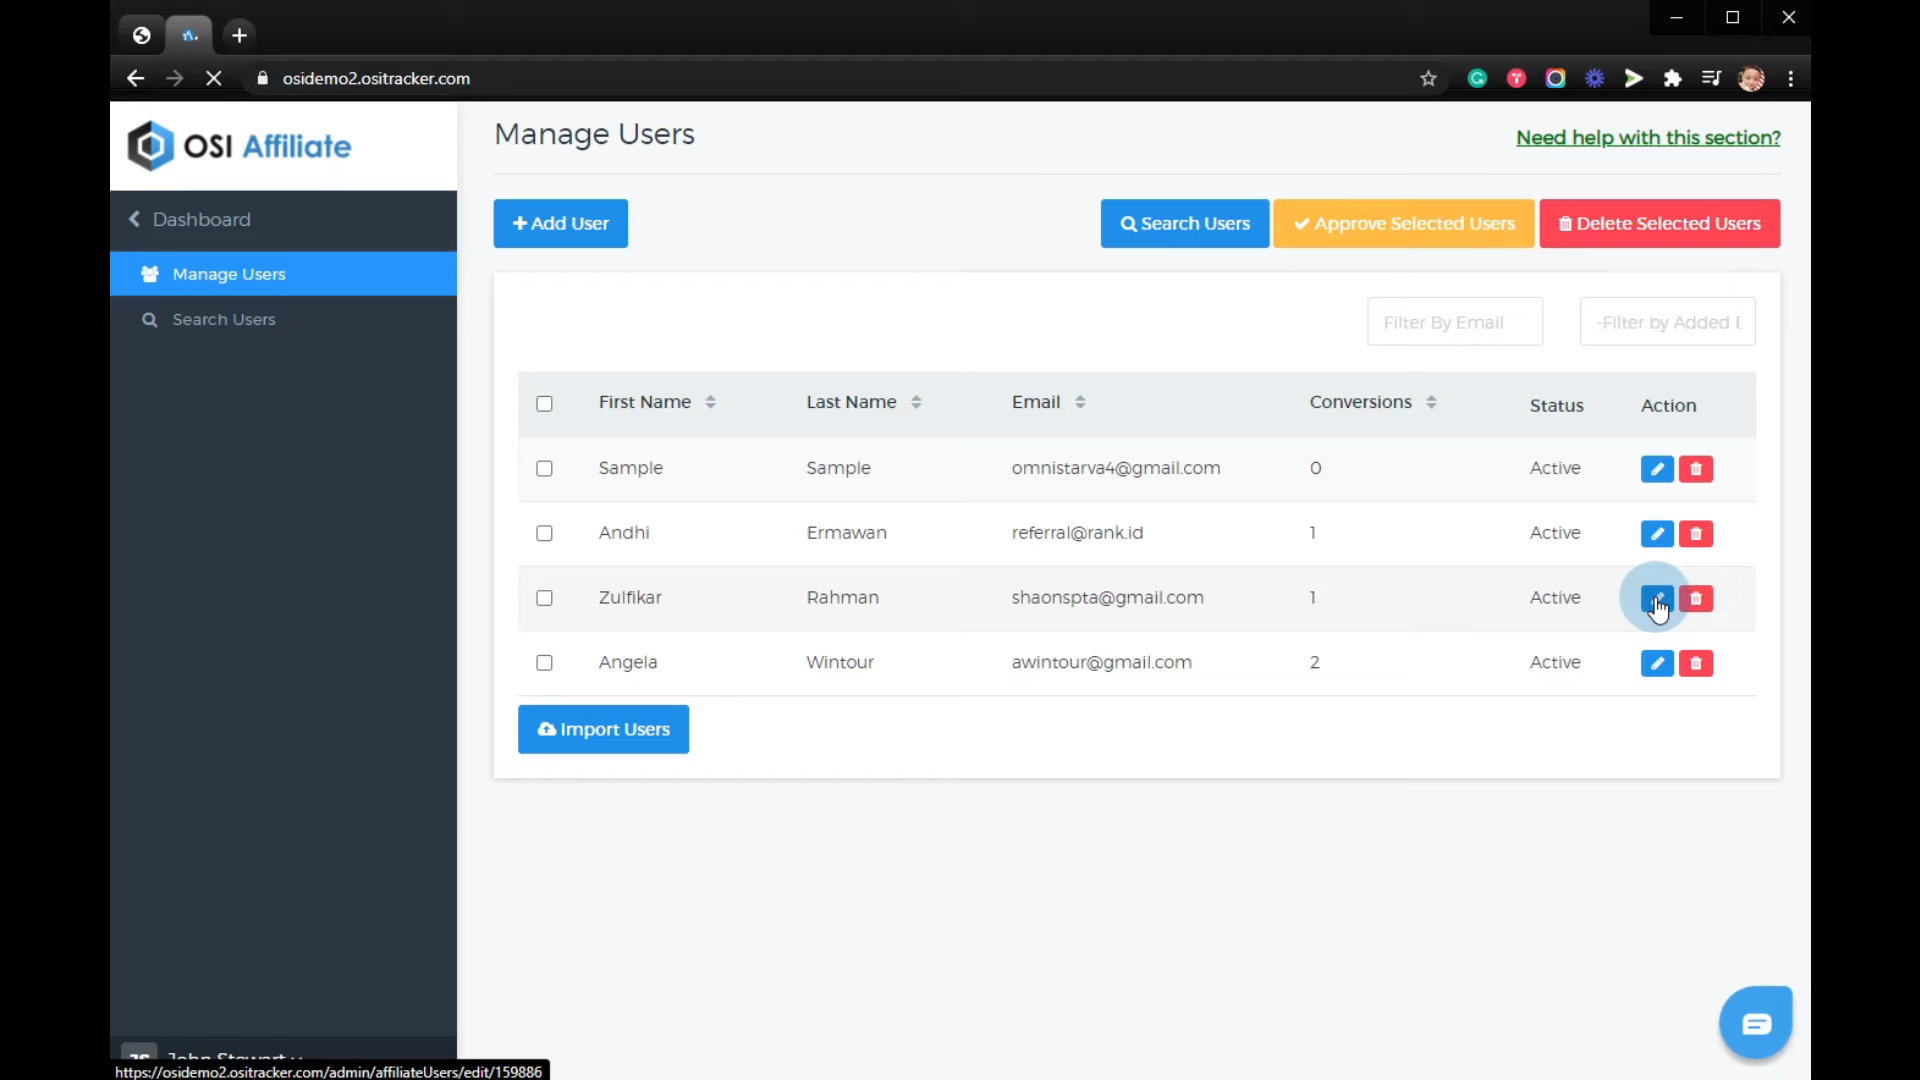 osidemo2.ositracker.com
OSI Affiliate
Manage Users
Need help with this section?
Dashboard
Manage Users
Search Users
Add User
Search Users
Approve Selected Users
Delete Selected Users
Filter By Email
-Filter by Added
First Name Last Name Email Conversions Status Action
Sample Sample omnistarva4@gmail.com 0 Active
Andhi Ermawan referral@rank.id 1 Active
Zulfikar Rahman shaonspta@gmail.com 1 Active
Angela Wintour awintour@gmail.com 2 Active
Import Users
JS John Stewart
https://osidemo2.ositracker.com/admin/affiliateUsers/edit/159886